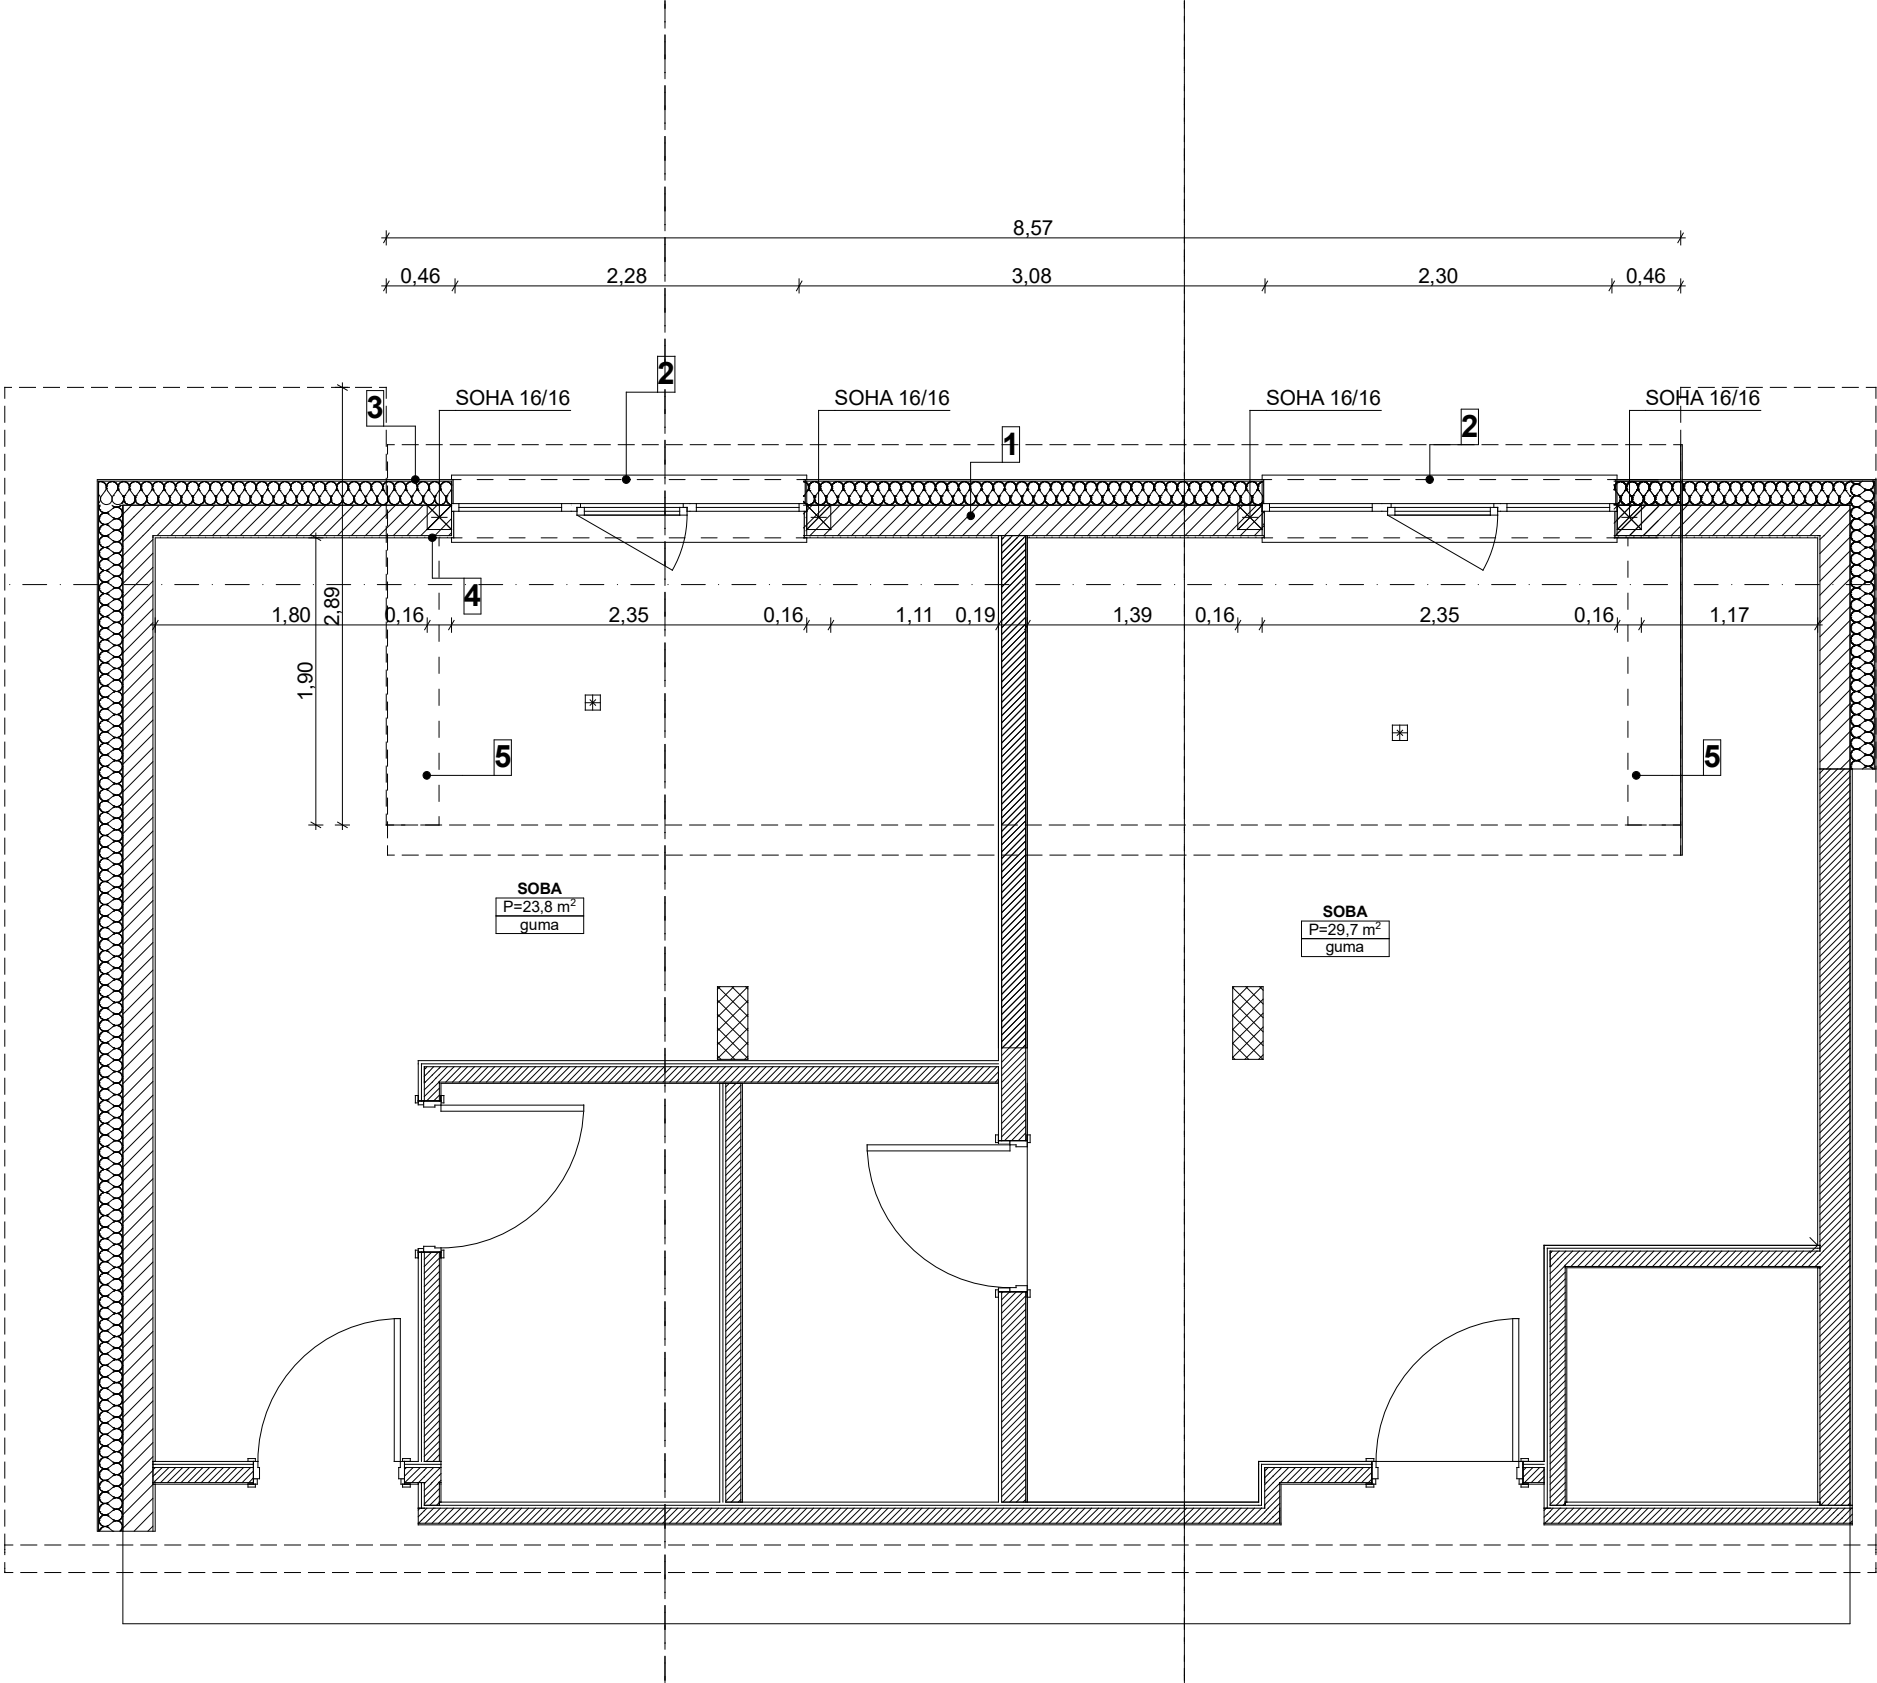 8,57
0,46 2,28 3,08 2,30 0,46
2
3
SOHA 16/16 SOHA 16/16 SOHA 16/16 SOHA 16/16
2
1
4
2,89
1,80 0,16 2,35 0,16 1,11 0,19 1,39 0,16 2,35 0,16 1,17
1,90
5 5
SOBA
P=23,8 m²
guma
SOBA
P=29,7 m²
guma